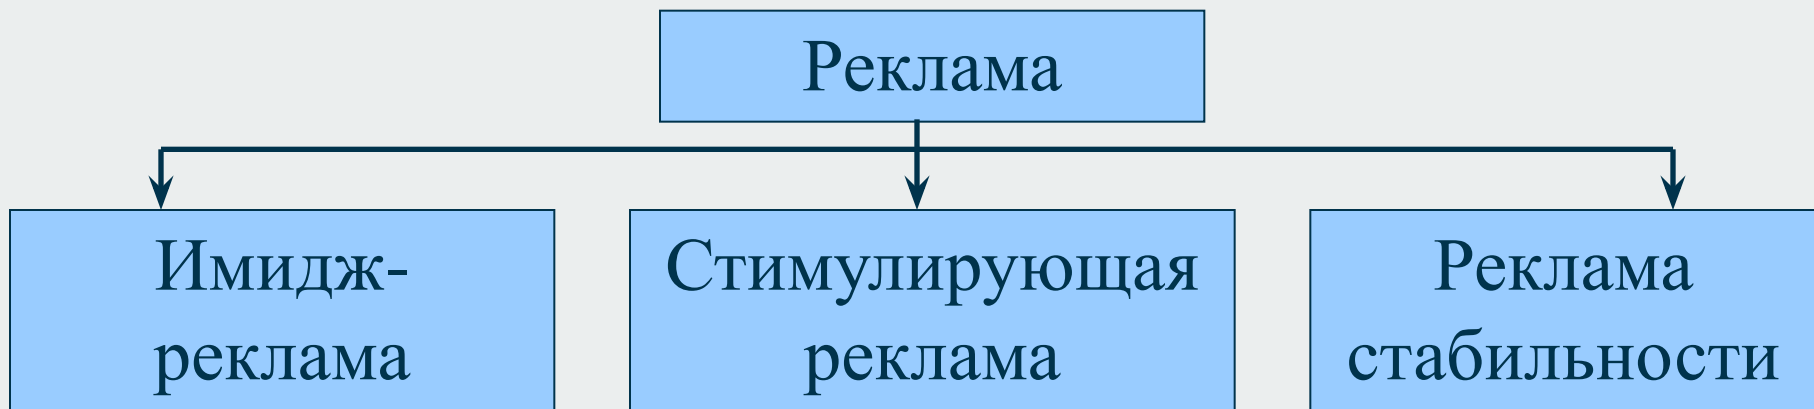 Реклама
Имидж-
реклама
Стимулирующая
реклама
Реклама
стабильности